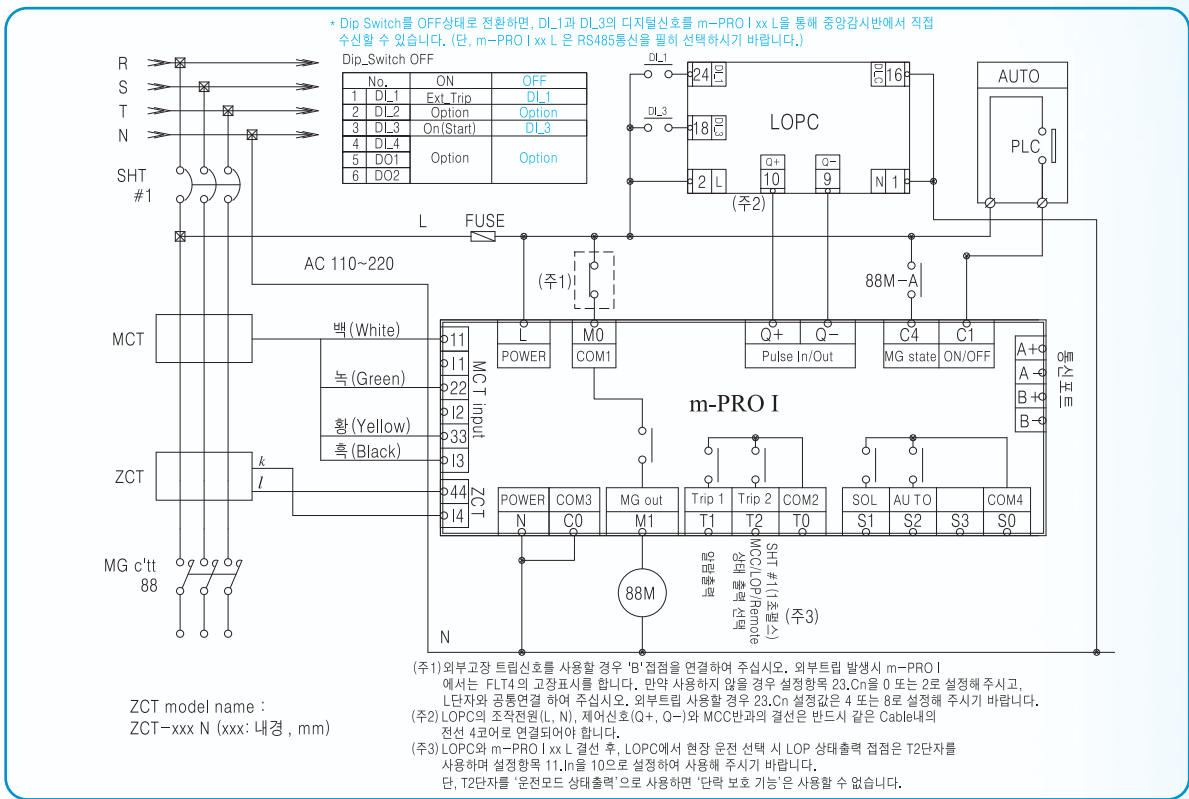 * Dip Switch를 OFF상태로 전환하면, DI_1과 DI_3의 디지털신호를 m-PRO I xx L을 통해 중앙감시반에서 직접
수신할 수 있습니다. (단, m-PRO I xx L 은 RS485통신을 필히 선택하시기 바랍니다.)
Dip_Switch OFF
No. ON OFF
1 DI_1 Ext_Trip DI_1
2 DI_2 Option Option
3 DI_3 On(Start) DI_3
4 DI_4
5 DO1 Option Option
6 DO2
R
S
T
N
SHT
#1
DI_1
24 DI_1
DI_C 16
DI_3
18 DI_3
LOPC
2 L
Q+
10
Q-
9
N 1
(주2)
AUTO
PLC
L
FUSE
AC 110~220
(주1)
88M-A
MCT
백(White)
녹(Green)
황(Yellow)
흑(Black)
ZCT
k
l
11
I1
22
I2
33
I3
MCT input
44
I4
ZCT
L
POWER
M0
COM1
Q+
Q-
Pulse In/Out
C4
MG state
C1
ON/OFF
A+
A-
B+
B-
통신포트
m-PRO I
POWER
N
COM3
C0
MG out
M1
Trip 1
T1
Trip 2
T2
COM2
T0
SOL
S1
AU TO
S2
S3
COM4
S0
88M
알람출력
SHT #1(1초펄스)
MCC/LOP/Remote
상태 출력 선택
(주3)
MG c'tt
88
N
ZCT model name :
ZCT-xxx N (xxx: 내경 , mm)
(주1)외부고장 트립신호를 사용할 경우 'B'접점을 연결하여 주십시오. 외부트립 발생시 m-PRO I
에서는 FLT4의 고장표시를 합니다. 만약 사용하지 않을 경우 설정항목 23.Cn을 0 또는 2로 설정해주시고,
L단자와 공통연결 하여 주십시오. 외부트립 사용할 경우 23.Cn 설정값은 4 또는 8로 설정해 주시기 바랍니다.
(주2) LOPC의 조작전원(L, N), 제어신호(Q+, Q-)와 MCC반과의 결선은 반드시 같은 Cable내의
전선 4코어로 연결되어야 합니다.
(주3) LOPC와 m-PRO I xx L 결선 후, LOPC에서 현장 운전 선택 시 LOP 상태출력 접점은 T2단자를
사용하며 설정항목 11.In을 10으로 설정하여 사용해 주시기 바랍니다.
단, T2단자를 '운전모드 상태출력'으로 사용하면 '단락 보호 기능'은 사용할 수 없습니다.